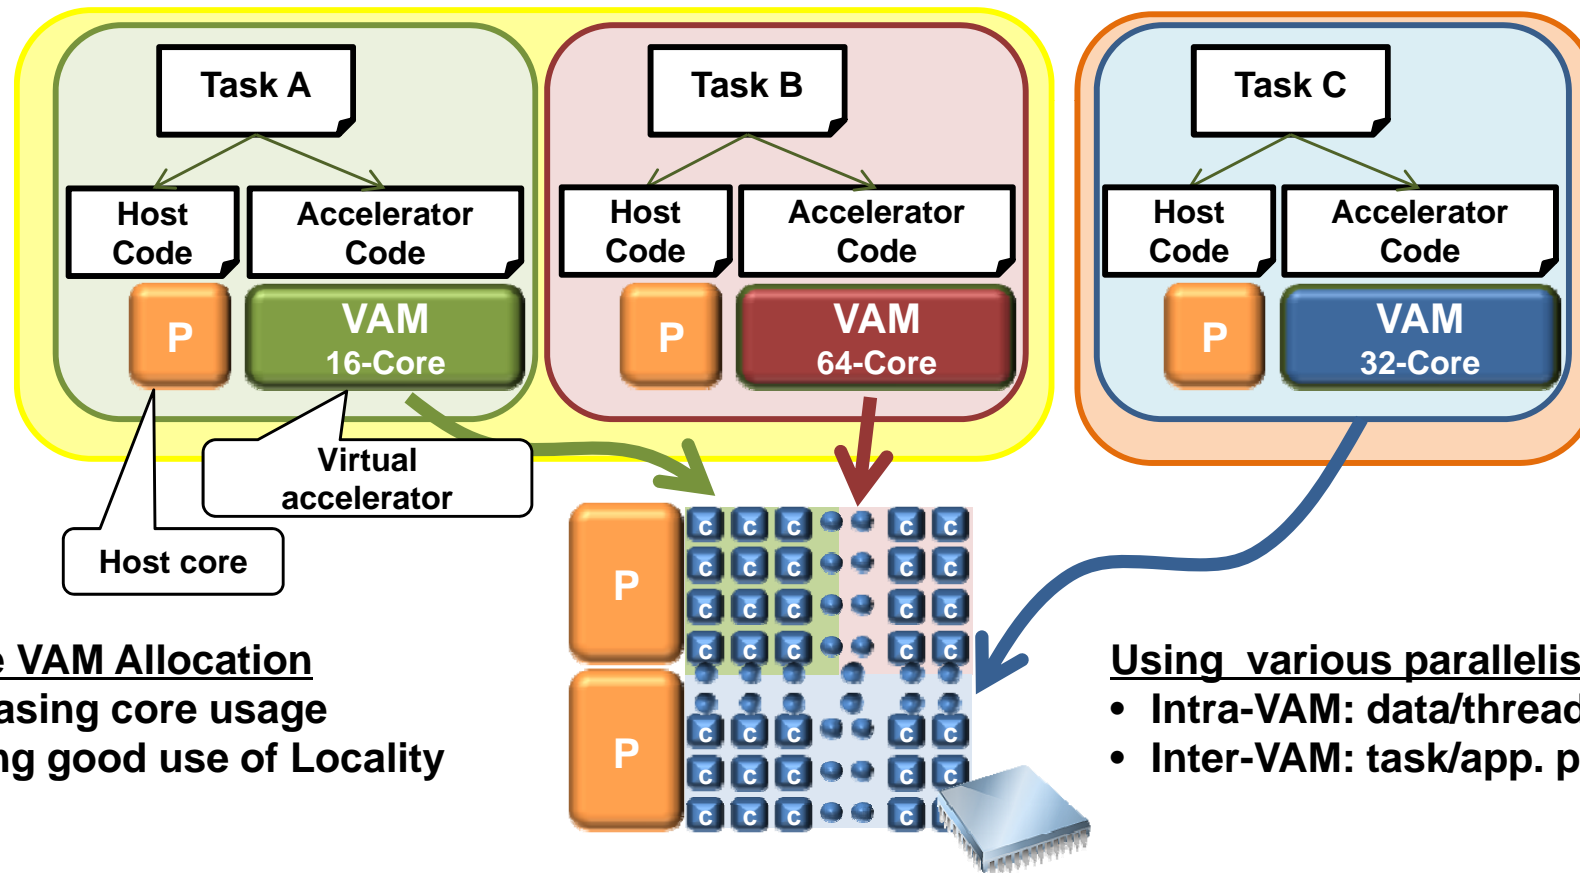 Task A
Host
Code
Accelerator
Code
P
VAM
16-Core
Task B
Host
Code
Accelerator
Code
P
VAM
64-Core
Task C
Host
Code
Accelerator
Code
P
VAM
32-Core
Virtual
accelerator
Host core
P
P
C C C C C
C C C C C
C C C C C
C C C C C
C C C C C
C C C C C
C C C C C
e VAM Allocation
asing core usage
ng good use of Locality
Using various parallelis
• Intra-VAM: data/thread
• Inter-VAM: task/app. p